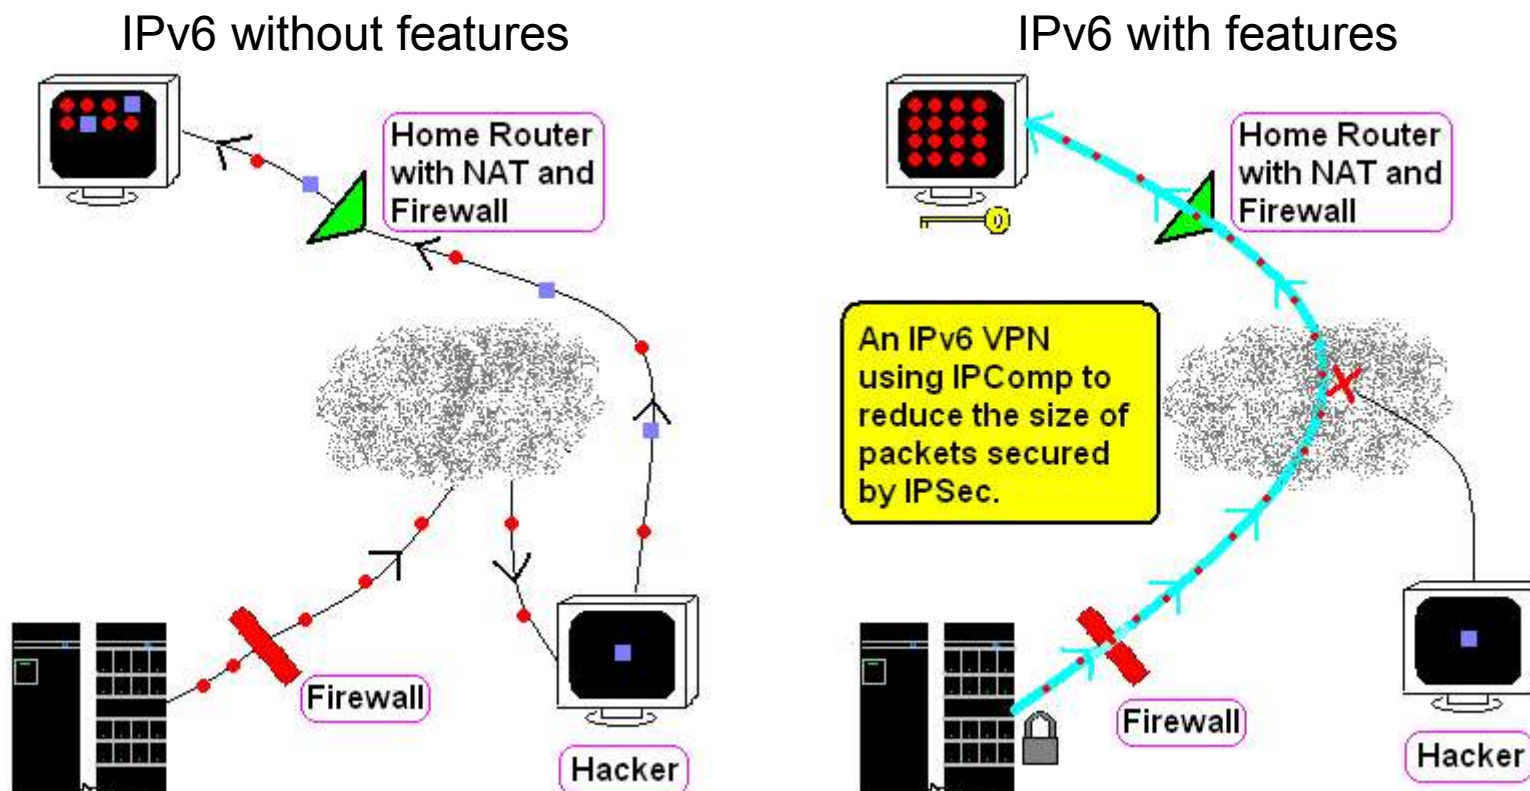 IPv6 without features
Home Router
with NAT and
Firewall
Firewall
Hacker
IPv6 with features
Home Router
with NAT and
Firewall
An IPv6 VPN
using IPComp to
reduce the size of
packets secured
by IPSec.
Firewall
Hacker